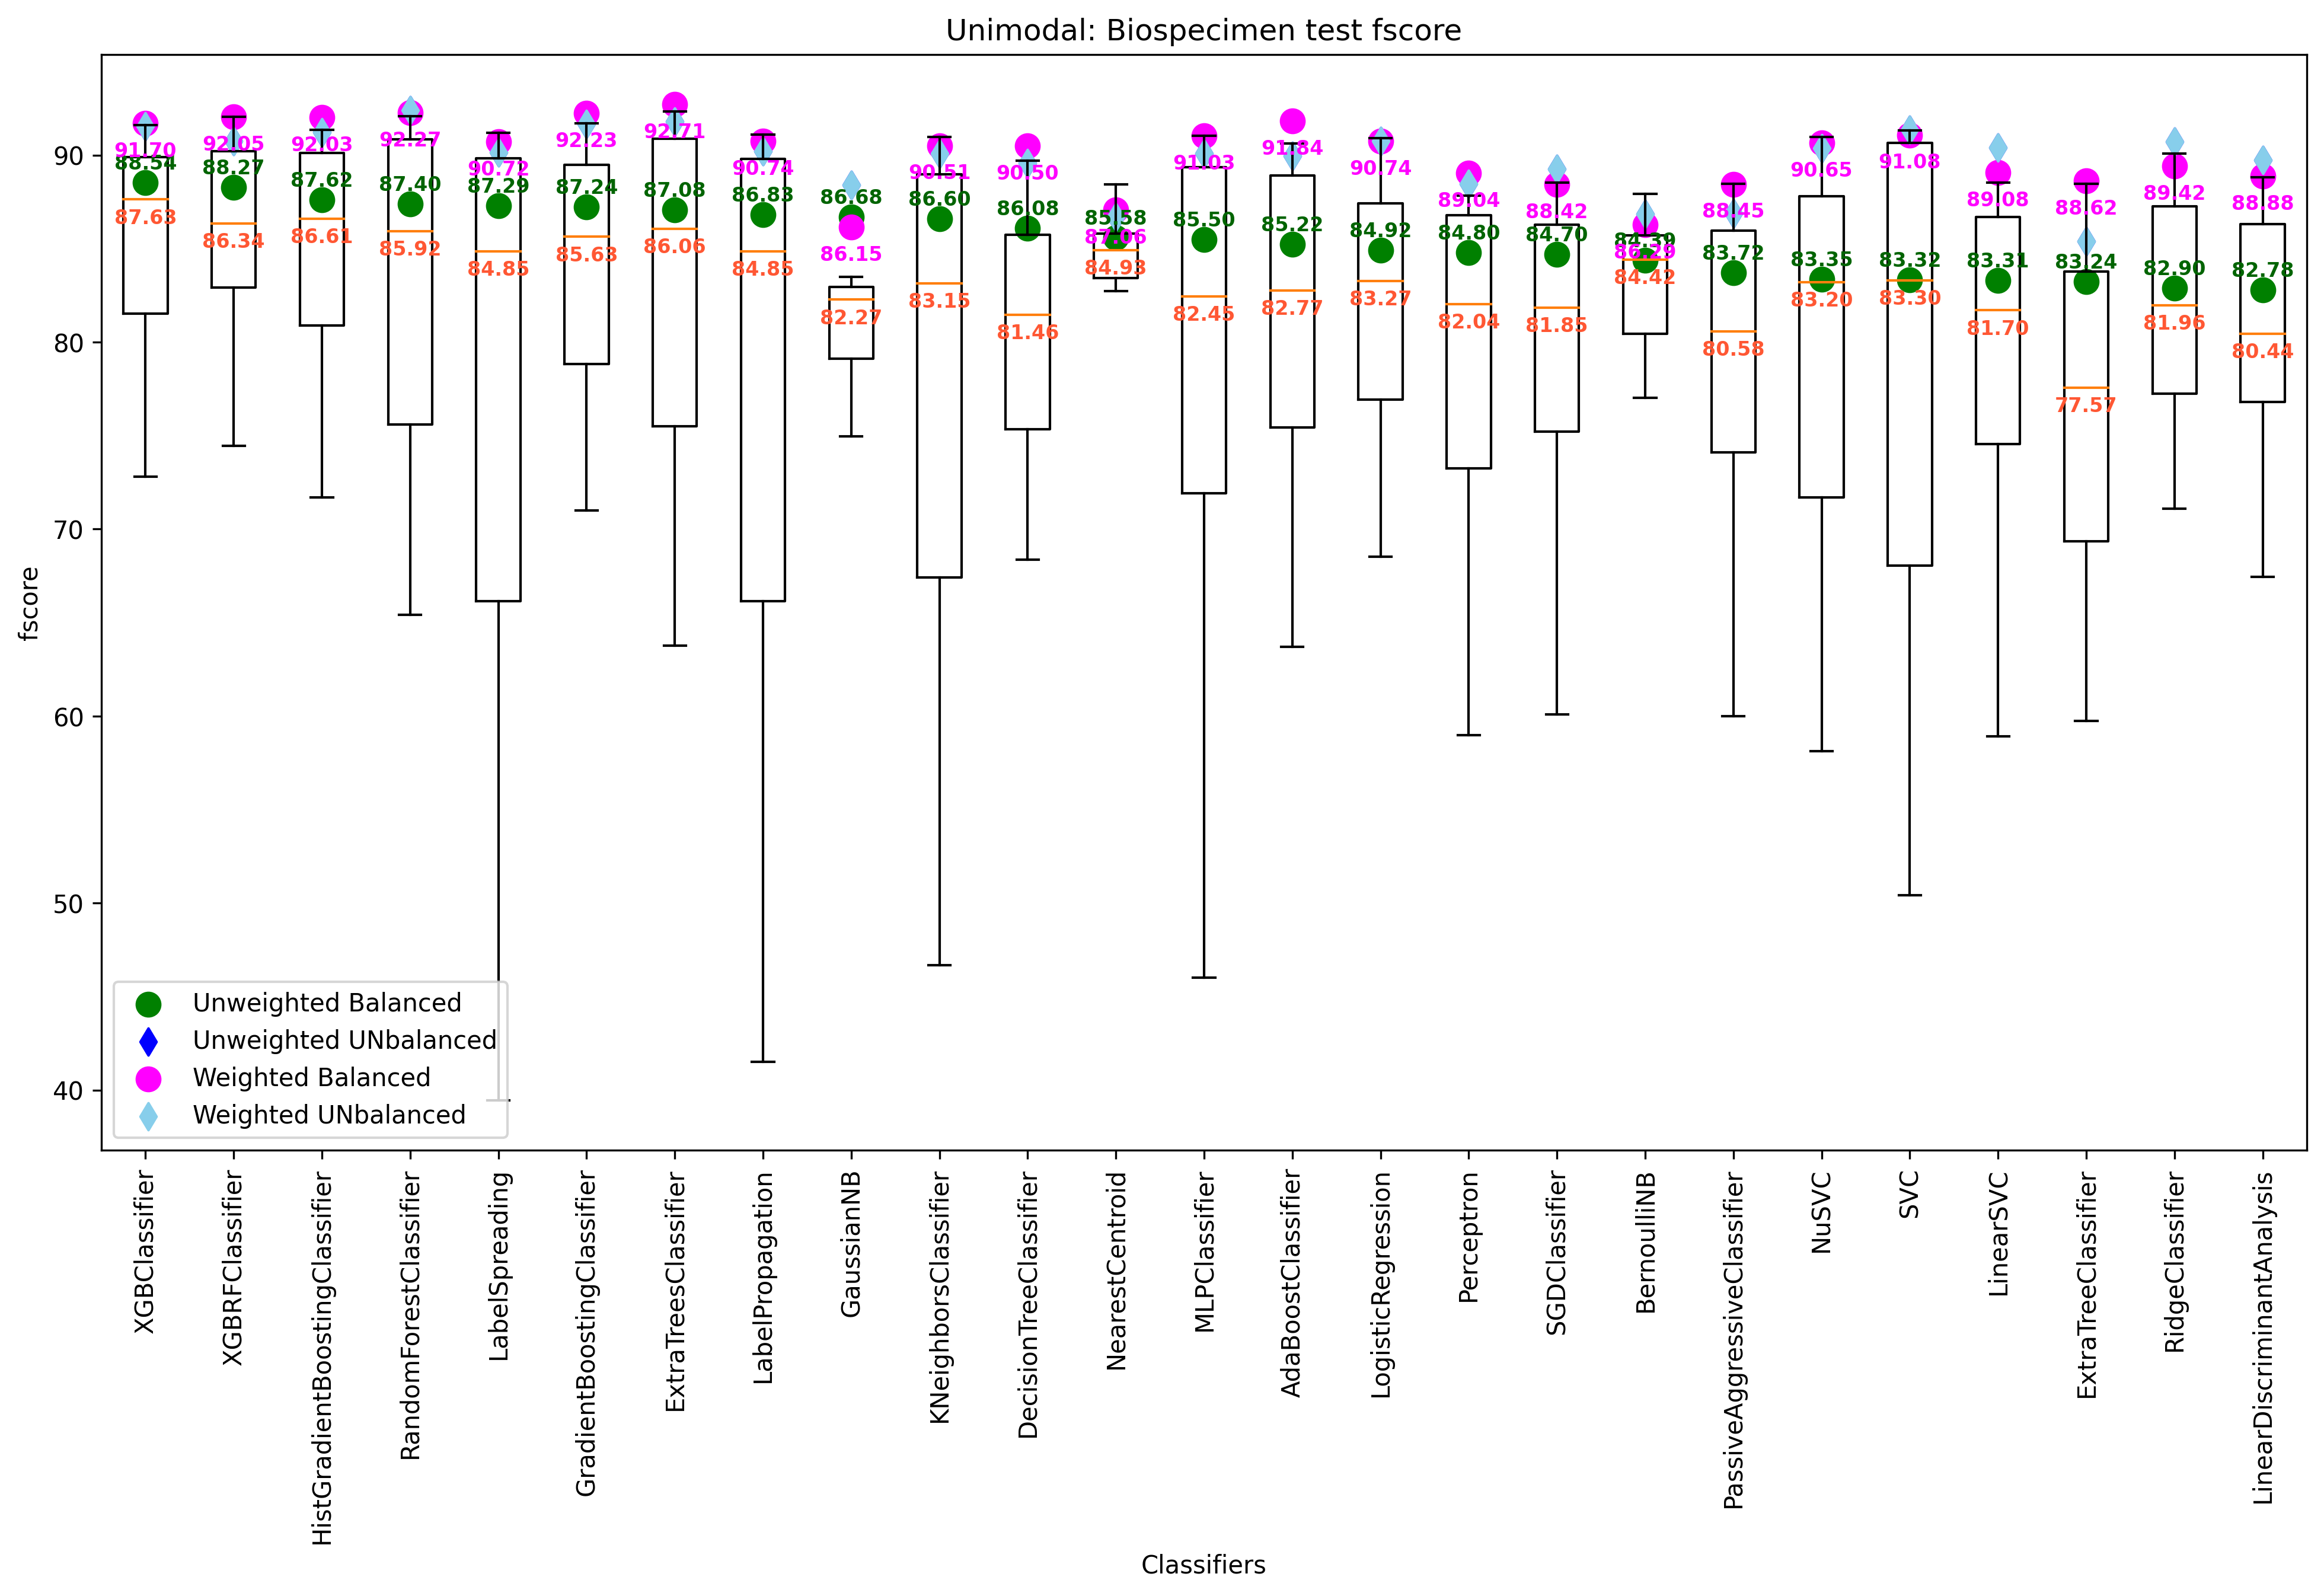 Unimodal: Biospecimen test fscore
fscore
90
80
70
60
50
40
91.70
88.54
87.63
92.05
88.27
86.34
92.03
87.62
86.61
92.27
87.40
85.92
90.72
87.29
84.85
92.23
87.24
85.63
92.71
87.08
86.06
90.74
86.83
84.85
86.68
86.15
82.27
90.51
86.60
83.15
90.50
86.08
81.46
85.58
87.06
84.93
91.03
85.50
82.45
91.84
85.22
82.77
90.74
84.92
83.27
89.04
84.80
82.04
88.42
84.70
81.85
84.39
86.29
84.42
88.45
83.72
80.58
90.65
83.35
83.20
91.08
83.32
83.30
89.08
83.31
81.70
88.62
83.24
77.57
89.42
82.90
81.96
88.88
82.78
80.44
Unweighted Balanced
Unweighted UNbalanced
Weighted Balanced
Weighted UNbalanced
XGBClassifier
XGBRFClassifier
HistGradientBoostingClassifier
RandomForestClassifier
LabelSpreading
GradientBoostingClassifier
ExtraTreesClassifier
LabelPropagation
GaussianNB
KNeighborsClassifier
DecisionTreeClassifier
NearestCentroid
MLPClassifier
AdaBoostClassifier
LogisticRegression
Perceptron
SGDClassifier
BernoulliNB
PassiveAggressiveClassifier
NuSVC
SVC
LinearSVC
ExtraTreeClassifier
RidgeClassifier
LinearDiscriminantAnalysis
Classifiers